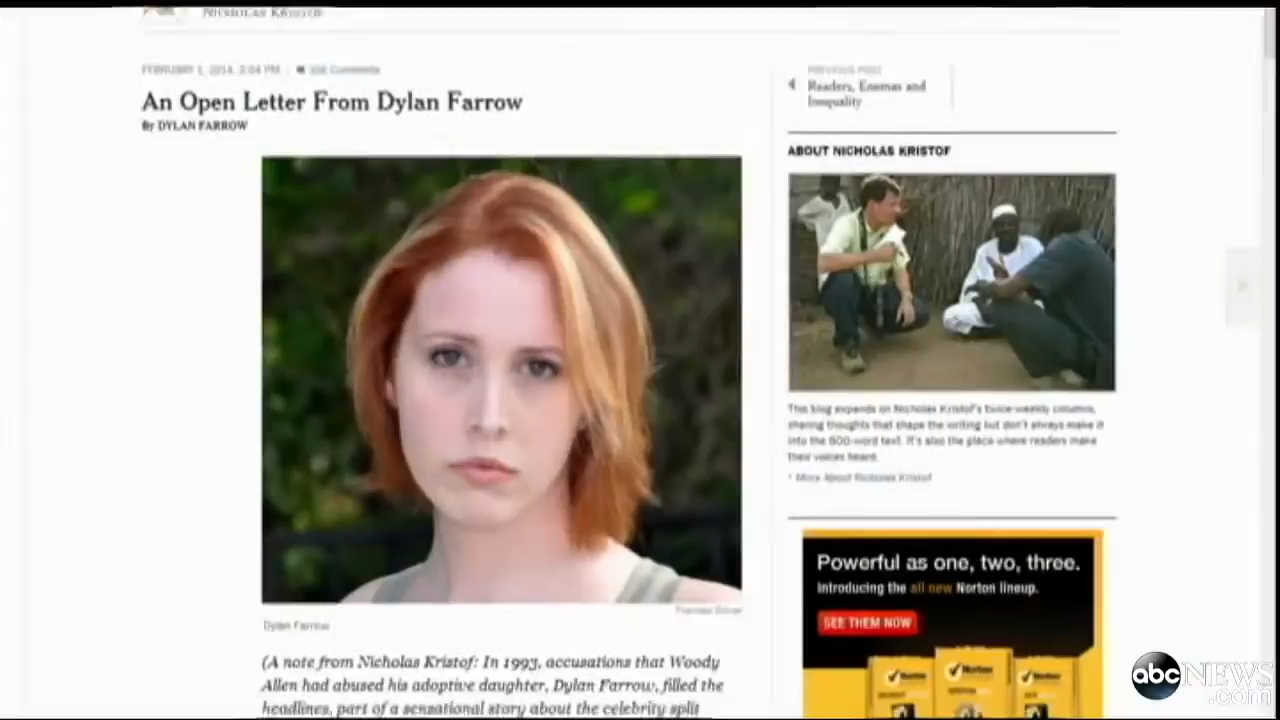 NICHOLAS KRISTOF
FEBRUARY 1, 2014, 3:04 PM
Comments
An Open Letter From Dylan Farrow
By DYLAN FARROW
Dylan Farrow
(A note from Nicholas Kristof: In 1993, accusations that Woody
Allen had abused his adoptive daughter, Dylan Farrow, filled the
headlines, part of a sensational story about the celebrity split
PREVIOUS POST
Readers, Enemas and
Inequality
ABOUT NICHOLAS KRISTOF
This blog expands on Nicholas Kristof's twice-weekly columns,
sharing thoughts that shape the writing but don't always make it
into the 800-word text. It's also the place where readers make
their voices heard.
More About Nicholas Kristof
Powerful as one, two, three.
Introducing the all new Norton lineup.
SEE THEM NOW
Norton
Norton
Norton
abc NEWS
.com